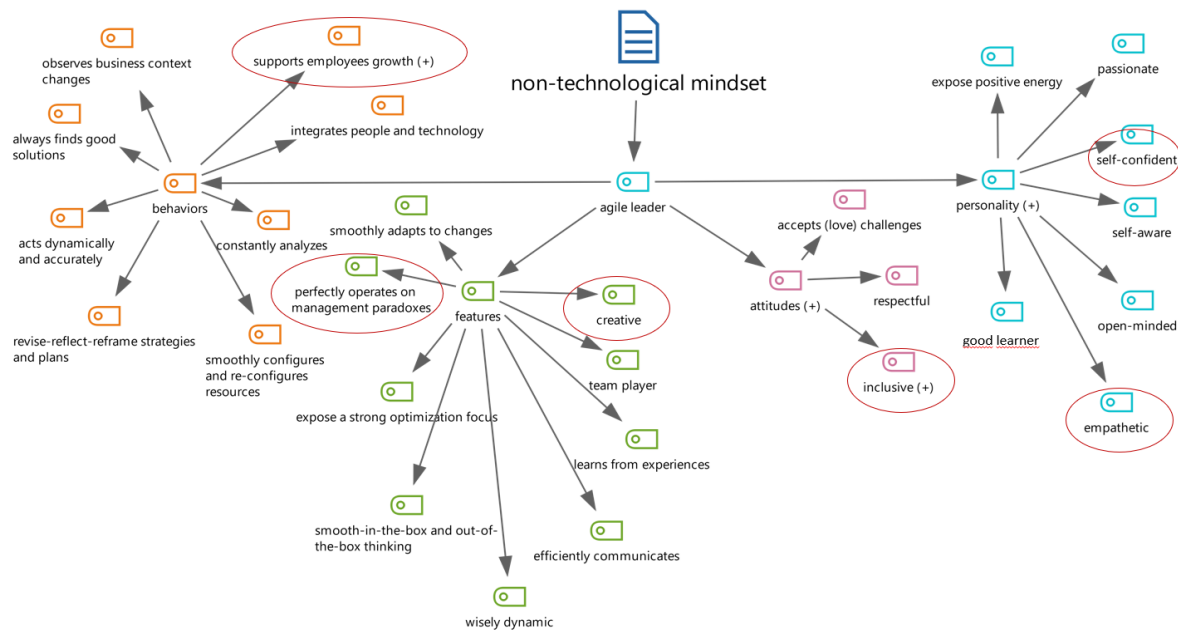 non-technological mindset
agile leader
behaviors
observes business context
changes
supports employees growth (+)
always finds good
solutions
integrates people and technology
acts dynamically
and accurately
constantly analyzes
revise-reflect-reframe strategies
and plans
smoothly configures
and re-configures
resources
features
smoothly adapts to changes
perfectly operates on
management paradoxes
creative
team player
expose a strong optimization focus
learns from experiences
smooth-in-the-box and out-of-
the-box thinking
efficiently communicates
wisely dynamic
attitudes (+)
accepts (love) challenges
respectful
inclusive (+)
personality (+)
expose positive energy
passionate
self-confident
self-aware
open-minded
good learner
empathetic